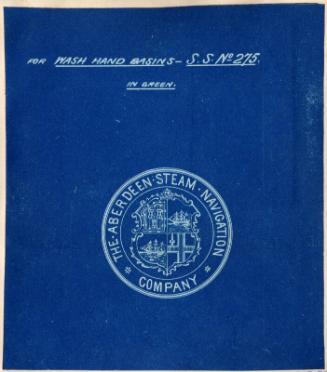 FOR WASH HAND BASINS - S.S. Nº 275.
IN GREEN.
THE · ABERDEEN · STEAM · NAVIGATION
COMPANY